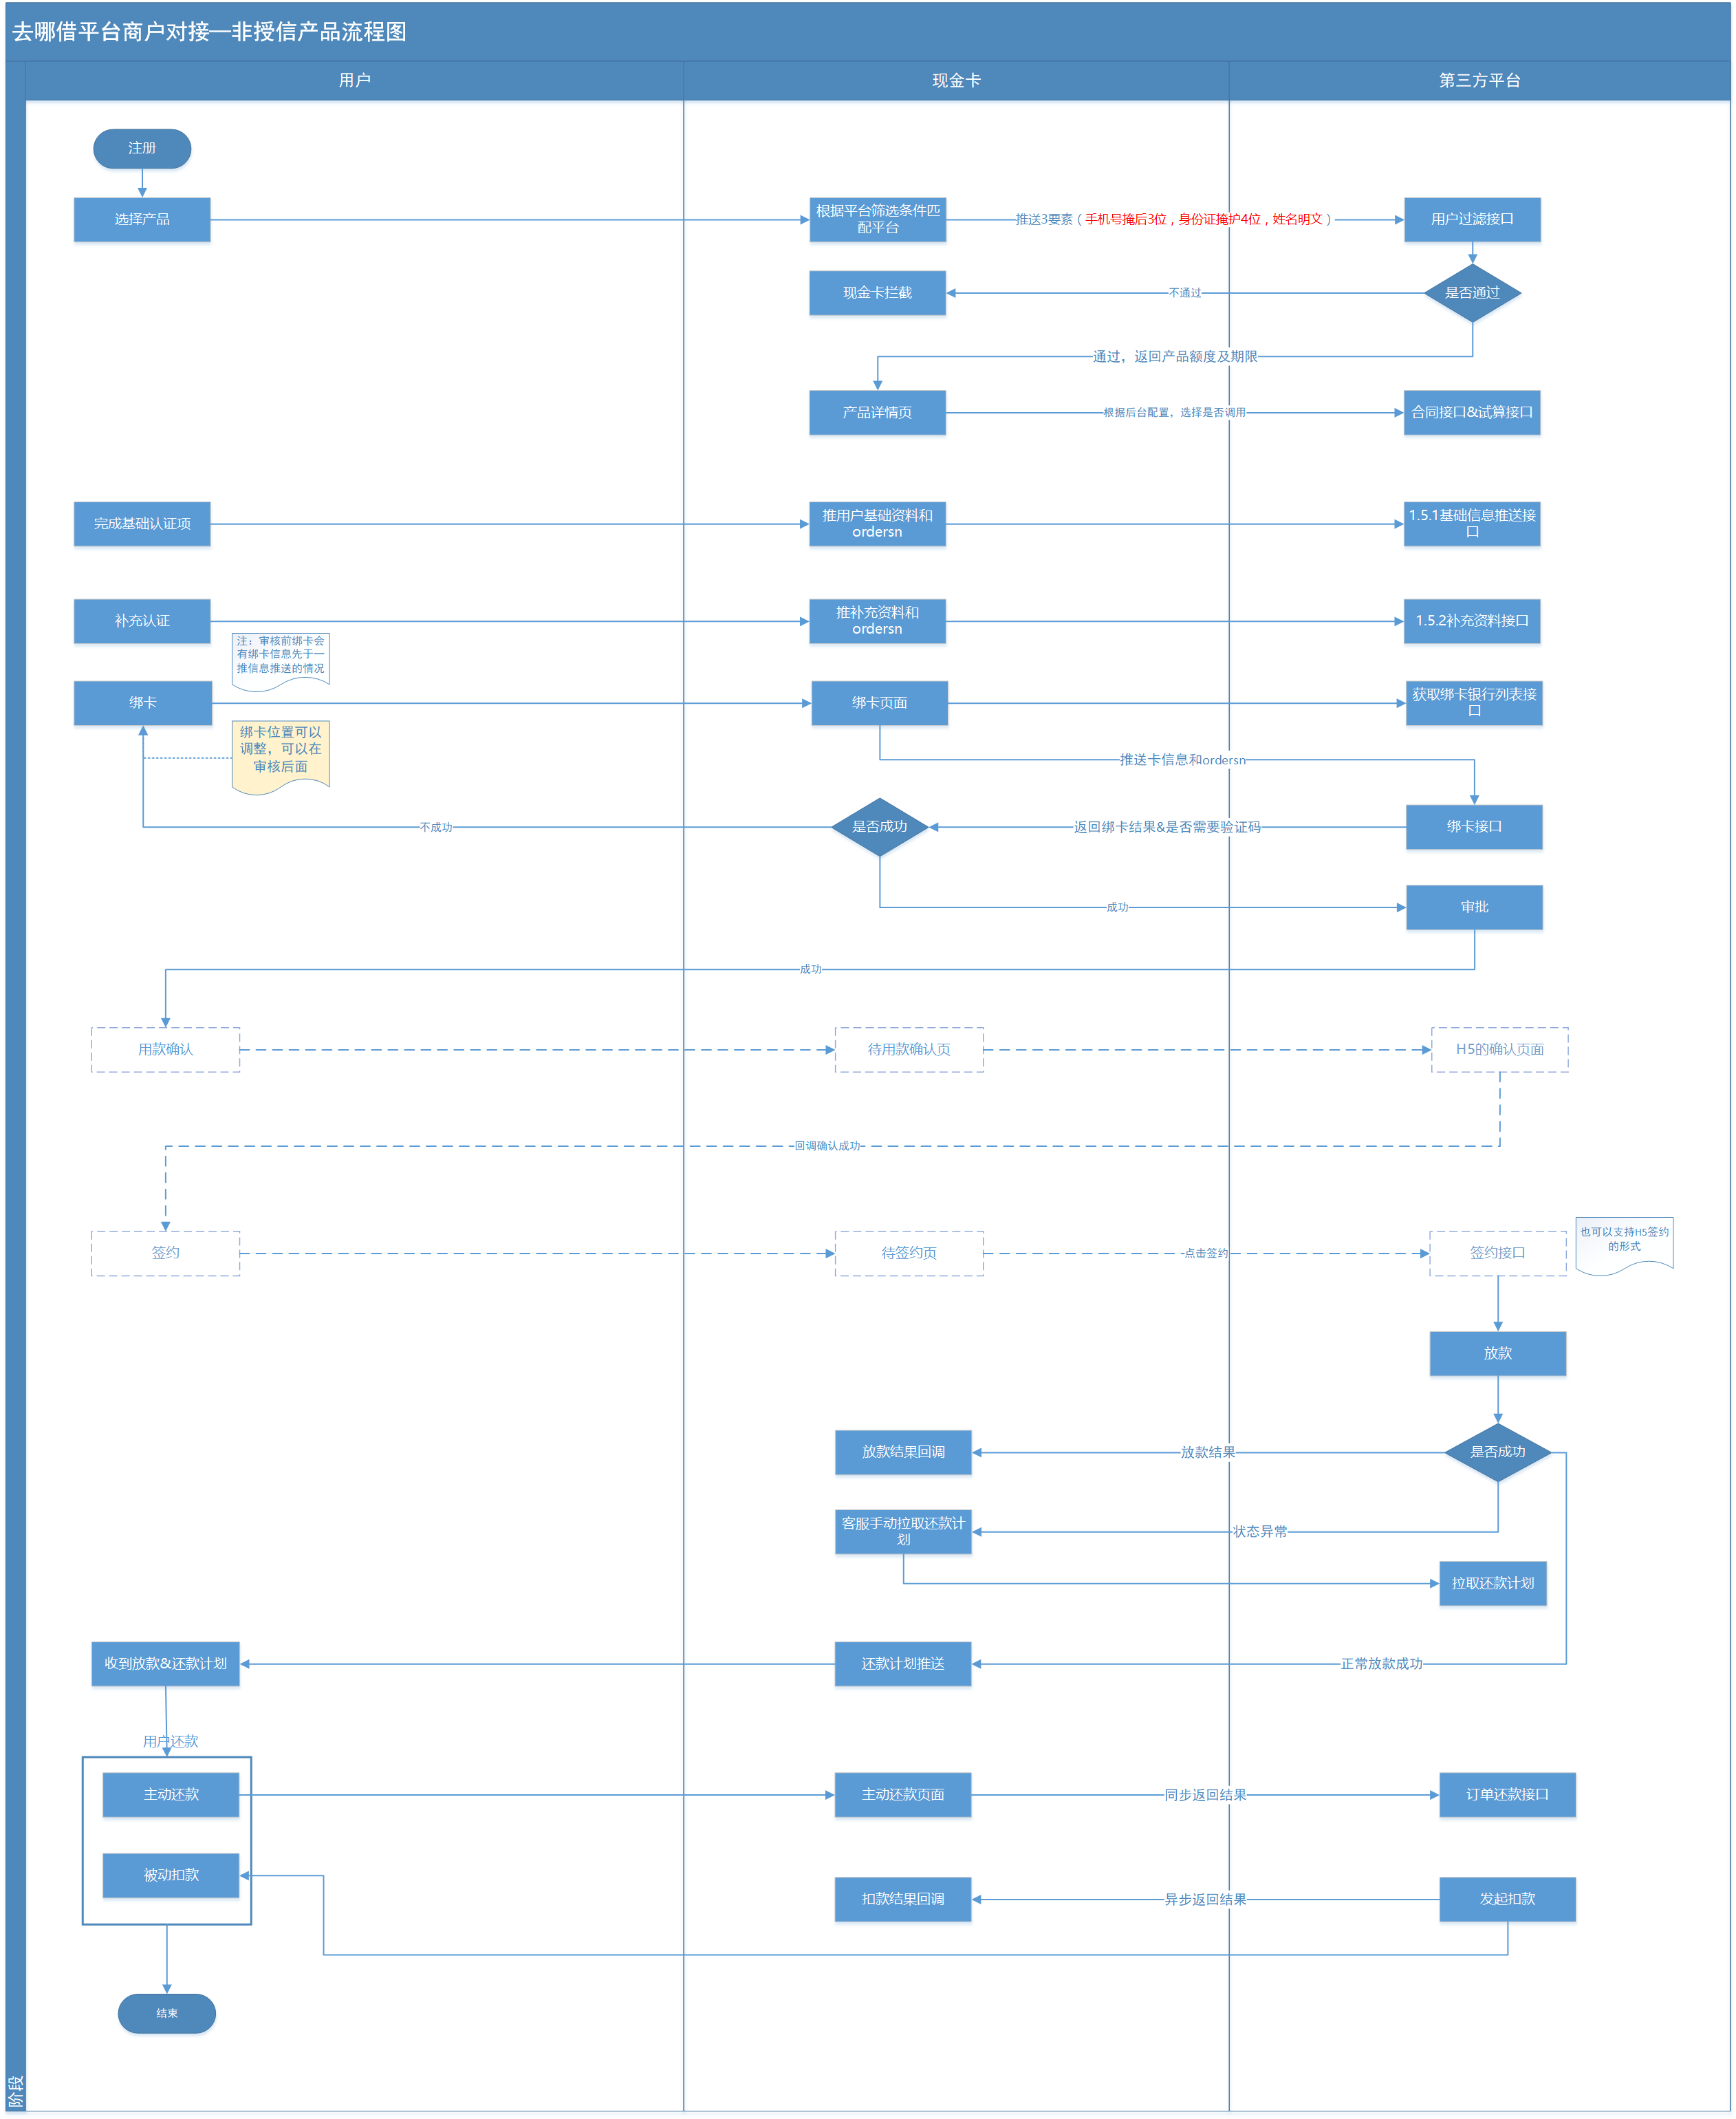 去哪借平台商户对接—非授信产品流程图
用户
现金卡
第三方平台
注册
选择产品
根据平台筛选条件匹
配平台
推送3要素（手机号掩后3位，身份证掩护4位，姓名明文）
用户过滤接口
现金卡拦截
不通过
是否通过
通过，返回产品额度及期限
产品详情页
根据后台配置，选择是否调用
合同接口&试算接口
完成基础认证项
推用户基础资料和
ordersn
1.5.1基础信息推送接
口
补充认证
推补充资料和
ordersn
1.5.2补充资料接口
注：审核前绑卡会
有绑卡信息先于一
推信息推送的情况
绑卡
绑卡页面
获取绑卡银行列表接
口
绑卡位置可以
调整，可以在
审核后面
推送卡信息和ordersn
不成功
是否成功
返回绑卡结果&是否需要验证码
绑卡接口
成功
审批
成功
用款确认
待用款确认页
H5的确认页面
回调确认成功
签约
待签约页
点击签约
签约接口
也可以支持H5签约
的形式
放款
放款结果回调
放款结果
是否成功
客服手动拉取还款计
划
状态异常
拉取还款计划
收到放款&还款计划
还款计划推送
正常放款成功
用户还款
主动还款
主动还款页面
同步返回结果
订单还款接口
被动扣款
扣款结果回调
异步返回结果
发起扣款
结束
阶段